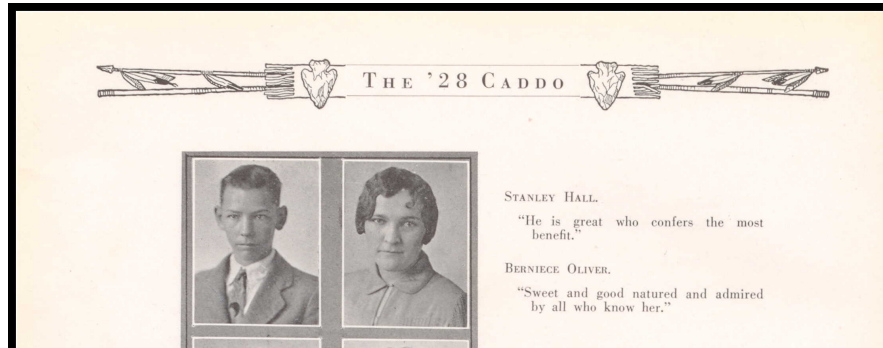 THE '28 CADDO
STANLEY HALL.
"He is great who confers the most
benefit."
BERNIECE OLIVER.
"Sweet and good natured and admired
by all who know her."